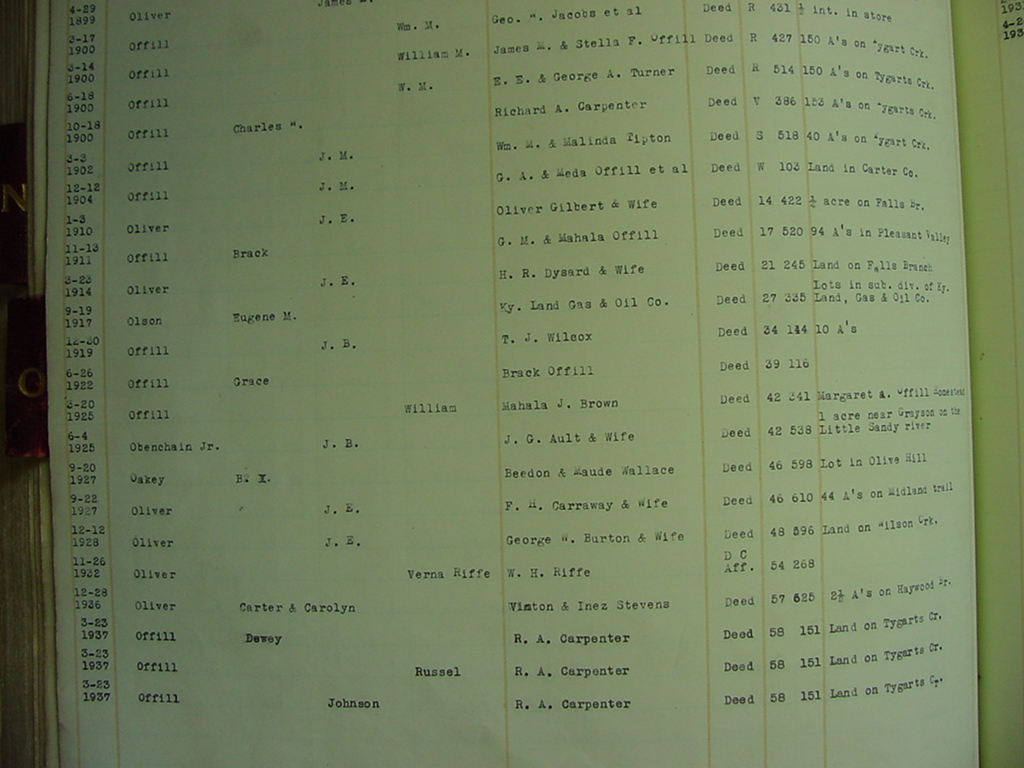 James
4-29
1899 Oliver Wm. M. Geo. W. Jacobs et al Deed R 431 ½ int. in store
3-17
1900 Offill William M. James M. & Stella F. Offill Deed R 427 150 A's on Tygart Crk.
3-14
1900 Offill W. M. E. E. & George A. Turner Deed R 514 150 A's on Tygarts Crk.
6-18
1900 Offill Charles W. Richard A. Carpenter Deed V 386 153 A's on Tygarts Crk.
10-18
1900 Offill J. M. Wm. M. & Malinda Tipton Deed S 518 40 A's on Tygart Crk.
3-3
1902 Offill J. M. G. A. & Meda Offill et al Deed W 103 Land in Carter Co.
12-12
1904 Offill J. E. Oliver Gilbert & Wife Deed 14 422 acre on Falls Br.
1-3
1910 Oliver G. M. & Mahala Offill Deed 17 520 94 A's in Pleasant Valley
11-13
1911 Offill Brack H. R. Dysard & Wife Deed 21 245 Land on Falls Branch
3-23
1914 Oliver J. E. Ky. Land Gas & Oil Co. Deed 27 335 Lots in sub. div. of Ky.
Land, Gas & Oil Co.
9-19
1917 Olson Eugene M. T. J. Wilcox Deed 34 144 10 A's
12-30
1919 Offill J. B. Brack Offill Deed 39 116
6-26
1922 Offill Grace Mahala J. Brown Deed 42 341 Margaret A. Offill Homestead
3-20
1925 Offill William J. G. Ault & Wife Deed 42 538 1 acre near Grayson on the
Little Sandy river
6-4
1925 Obenchain Jr. J. B. Beedon & Maude Wallace Deed 46 598 Lot in Olive Hill
9-20
1927 Oakey B. X. F. H. Carraway & Wife Deed 46 610 44 A's on Midland trail
9-22
1927 Oliver J. E. George W. Burton & Wife Deed 48 596 Land on Wilson Crk.
12-12
1928 Oliver J. E. W. H. Riffe D C
Aff. 54 268
11-26
1932 Oliver Verna Riffe Vinton & Inez Stevens Deed 57 625 2½ A's on Haywood Br.
12-28
1936 Oliver Carter & Carolyn R. A. Carpenter Deed 58 151 Land on Tygarts Cr.
3-23
1937 Offill Dewey R. A. Carpenter Deed 58 151 Land on Tygarts Cr.
3-23
1937 Offill Russel R. A. Carpenter Deed 58 151 Land on Tygarts Cr.
3-23
1937 Offill Johnson
N
O